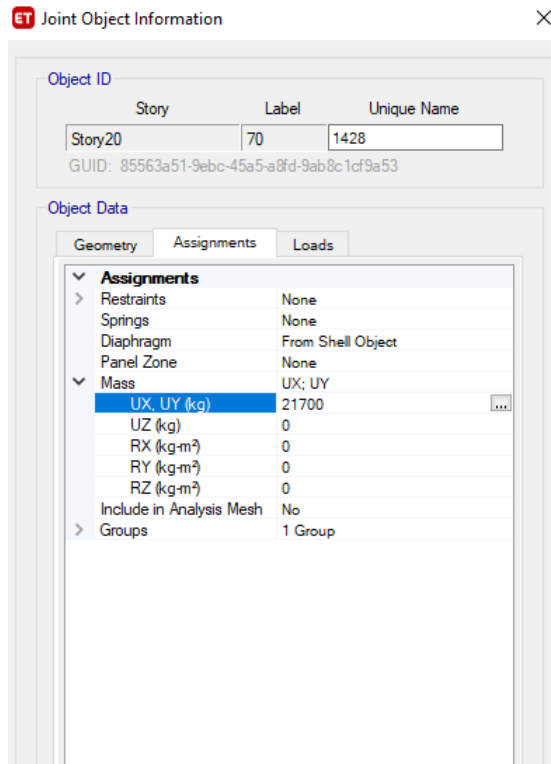 ET Joint Object Information
Object ID
Story Label Unique Name
Story20 70 1428
GUID: 85563a51-9ebc-45a5-a8fd-9ab8c1cf9a53
Object Data
Geometry Assignments Loads
Assignments
Restraints None
Springs None
Diaphragm From Shell Object
Panel Zone None
Mass UX; UY
UX, UY (kg) 21700 ...
UZ (kg) 0
RX (kg-m²) 0
RY (kg-m²) 0
RZ (kg-m²) 0
Include in Analysis Mesh No
Groups 1 Group